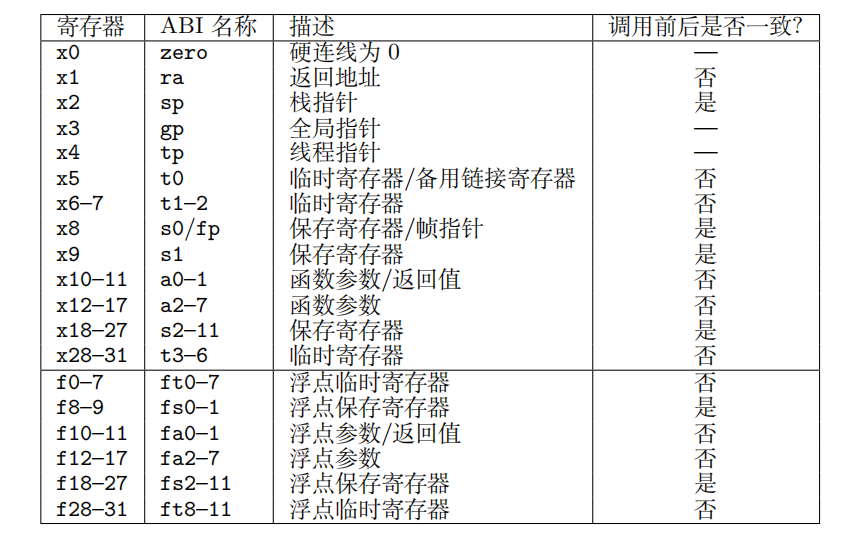 寄存器 ABI 名称 描述 调用前后是否一致?
x0 zero 硬连线为 0 —
x1 ra 返回地址 否
x2 sp 栈指针 是
x3 gp 全局指针 —
x4 tp 线程指针 —
x5 t0 临时寄存器/备用链接寄存器 否
x6–7 t1–2 临时寄存器 否
x8 s0/fp 保存寄存器/帧指针 是
x9 s1 保存寄存器 是
x10–11 a0–1 函数参数/返回值 否
x12–17 a2–7 函数参数 否
x18–27 s2–11 保存寄存器 是
x28–31 t3–6 临时寄存器 否
f0–7 ft0–7 浮点临时寄存器 否
f8–9 fs0–1 浮点保存寄存器 是
f10–11 fa0–1 浮点参数/返回值 否
f12–17 fa2–7 浮点参数 否
f18–27 fs2–11 浮点保存寄存器 是
f28–31 ft8–11 浮点临时寄存器 否